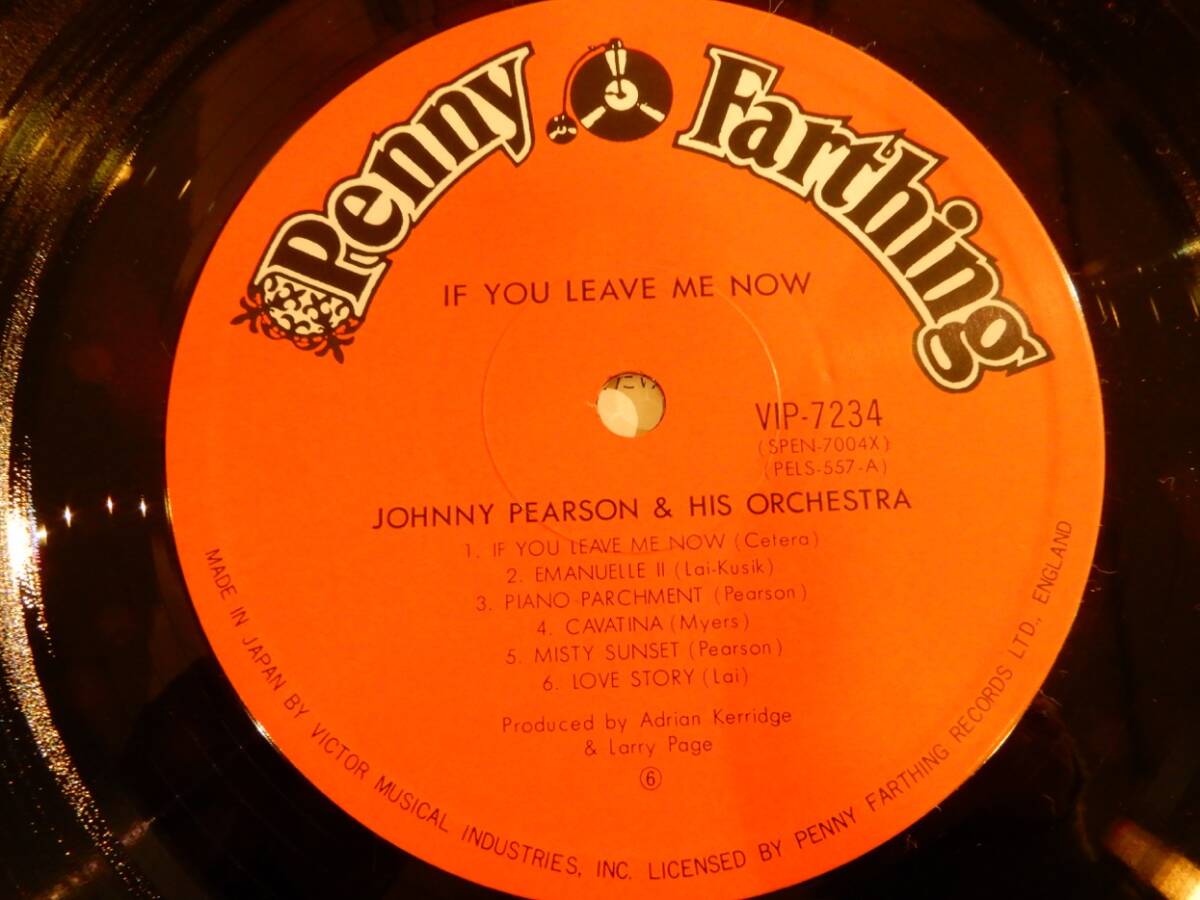 Penny Farthing
IF YOU LEAVE ME NOW
VIP-7234
(SPEN-7004X)
(PELS-557-A)
JOHNNY PEARSON & HIS ORCHESTRA
1. IF YOU LEAVE ME NOW (Cetera)
2. EMANUELLE II (Lai-Kusik)
3. PIANO PARCHMENT (Pearson)
4. CAVATINA (Myers)
5. MISTY SUNSET (Pearson)
6. LOVE STORY (Lai)
Produced by Adrian Kerridge
& Larry Page
⑥
MADE IN JAPAN BY VICTOR MUSICAL INDUSTRIES, INC. LICENSED BY PENNY FARTHING RECORDS LTD., ENGLAND